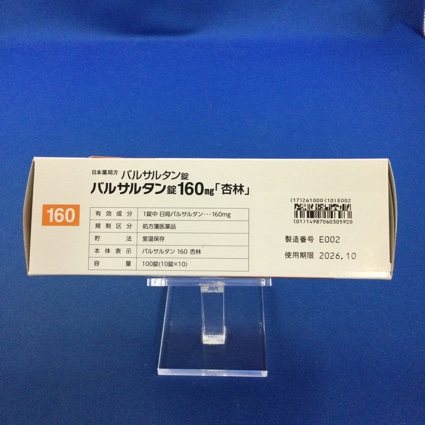 日本薬局方 バルサルタン錠
バルサルタン錠160mg「杏林」
160
有効成分 1錠中 日局バルサルタン･･･160mg
規制区分 処方箋医薬品
貯法 室温保存
本体表示 バルサルタン 160 杏林
容量 100錠(10錠×10)
(17)261000(10)E002
(01)14987060305920
製造番号 E002
使用期限 2026.10